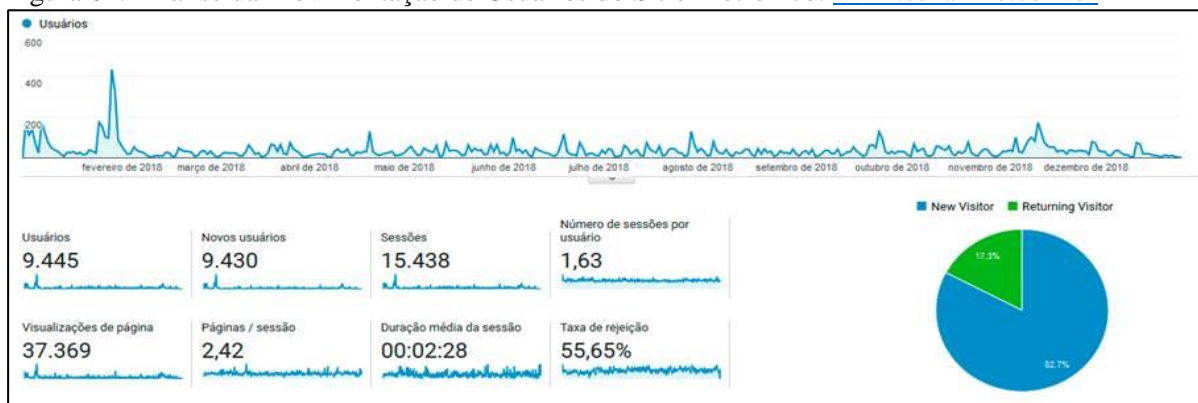 Usuários
600
400
200
fevereiro de 2018 março de 2018 abril de 2018 maio de 2018 junho de 2018 julho de 2018 agosto de 2018 setembro de 2018 outubro de 2018 novembro de 2018 dezembro de 2018
New Visitor Returning Visitor
Usuários
9.445
Novos usuários
9.430
Sessões
15.438
Número de sessões por
usuário
1,63
Visualizações de página
37.369
Páginas / sessão
2,42
Duração média da sessão
00:02:28
Taxa de rejeição
55,65%
17,3%
82,7%